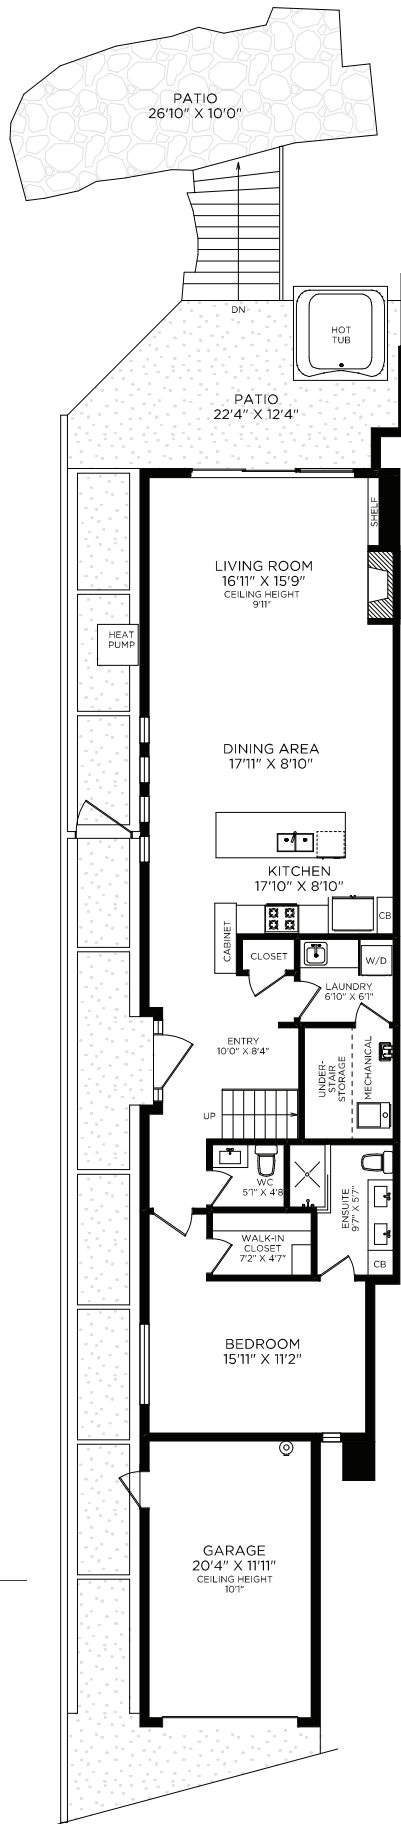 PATIO
26'10" X 10'0"
DN
HOT
TUB
PATIO
22'4" X 12'4"
SHELF
LIVING ROOM
16'11" X 15'9"
CEILING HEIGHT
9'11"
HEAT
PUMP
DINING AREA
17'11" X 8'10"
KITCHEN
17'10" X 8'10"
CB
CABINET
CLOSET
W/D
LAUNDRY
6'10" X 6'1"
ENTRY
10'0" X 8'4"
UNDER-
STAIR
STORAGE
MECHANICAL
UP
WC
5'1" X 4'8
ENSUITE
9'7" X 5'7"
WALK-IN
CLOSET
7'2" X 4'7"
CB
BEDROOM
15'11" X 11'2"
GARAGE
20'4" X 11'11"
CEILING HEIGHT
10'1"